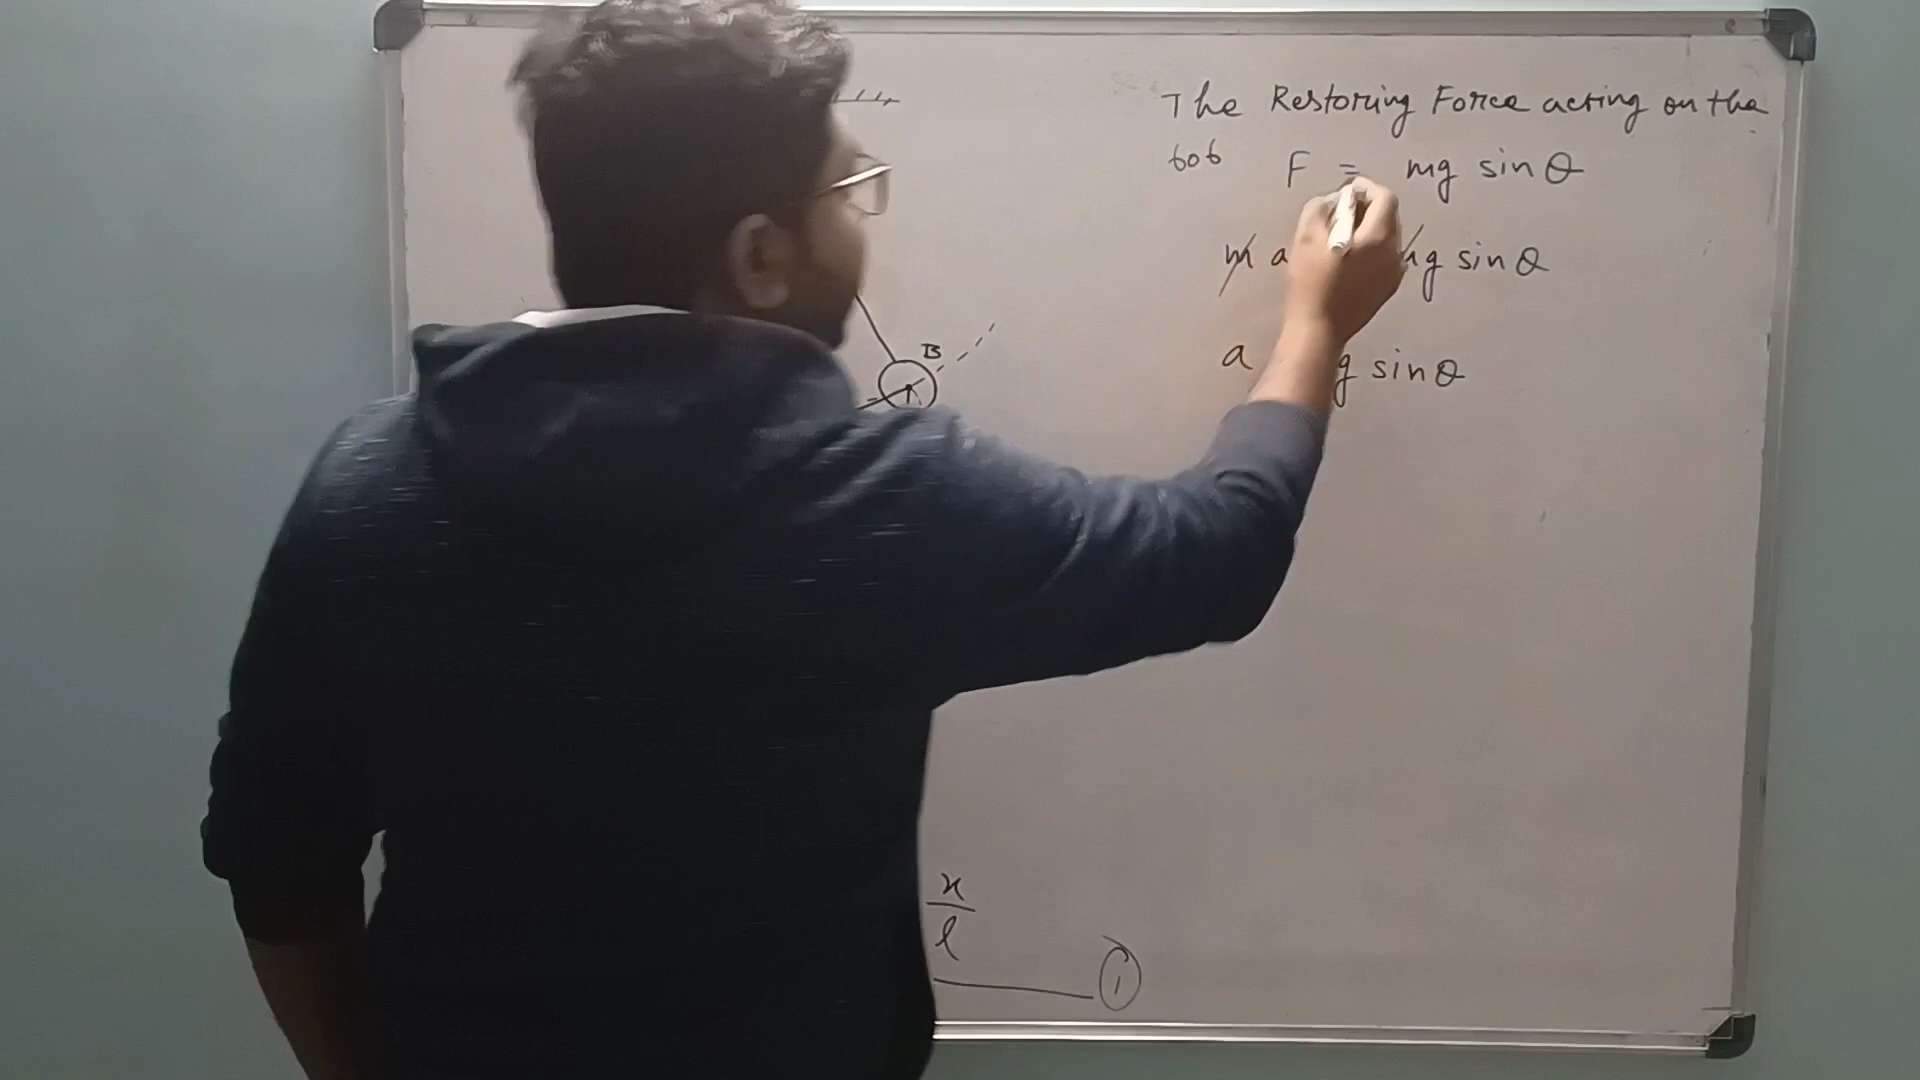 The Restoring Force acting on the
bob F = mg sin θ
m a mg sin θ
a g sin θ
B
x
l
1